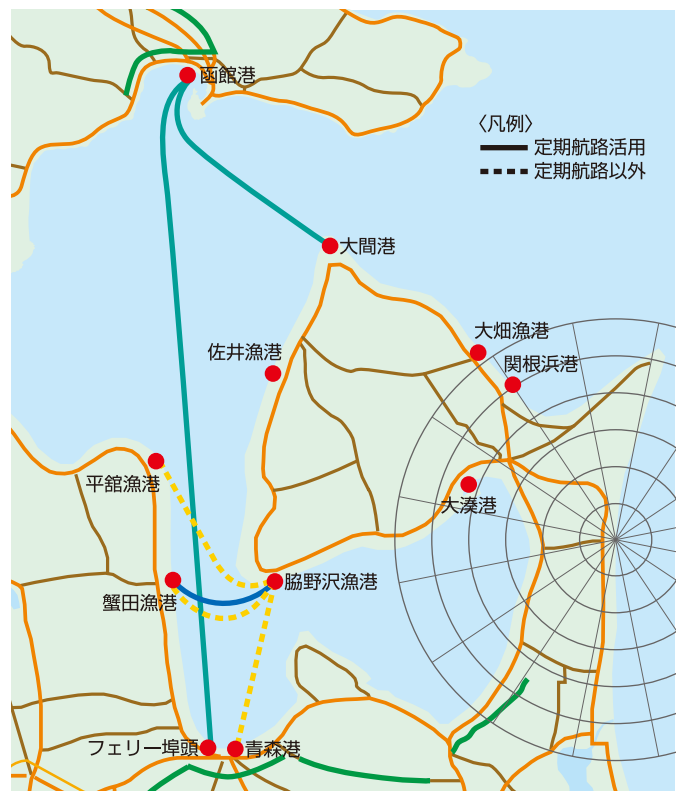 函館港
〈凡例〉
定期航路活用
定期航路以外
大間港
大畑漁港
佐井漁港
関根浜港
平舘漁港
大湊港
脇野沢漁港
蟹田漁港
フェリー埠頭
青森港